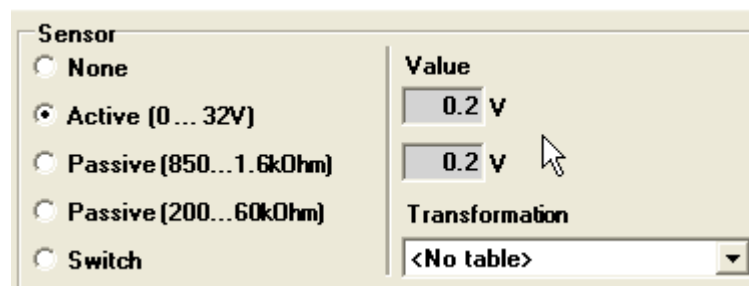 Sensor
None
Active (0 ... 32V)
Passive (850...1.6kOhm)
Passive (200...60kOhm)
Switch
Value
0.2 V
0.2 V
Transformation
<No table>